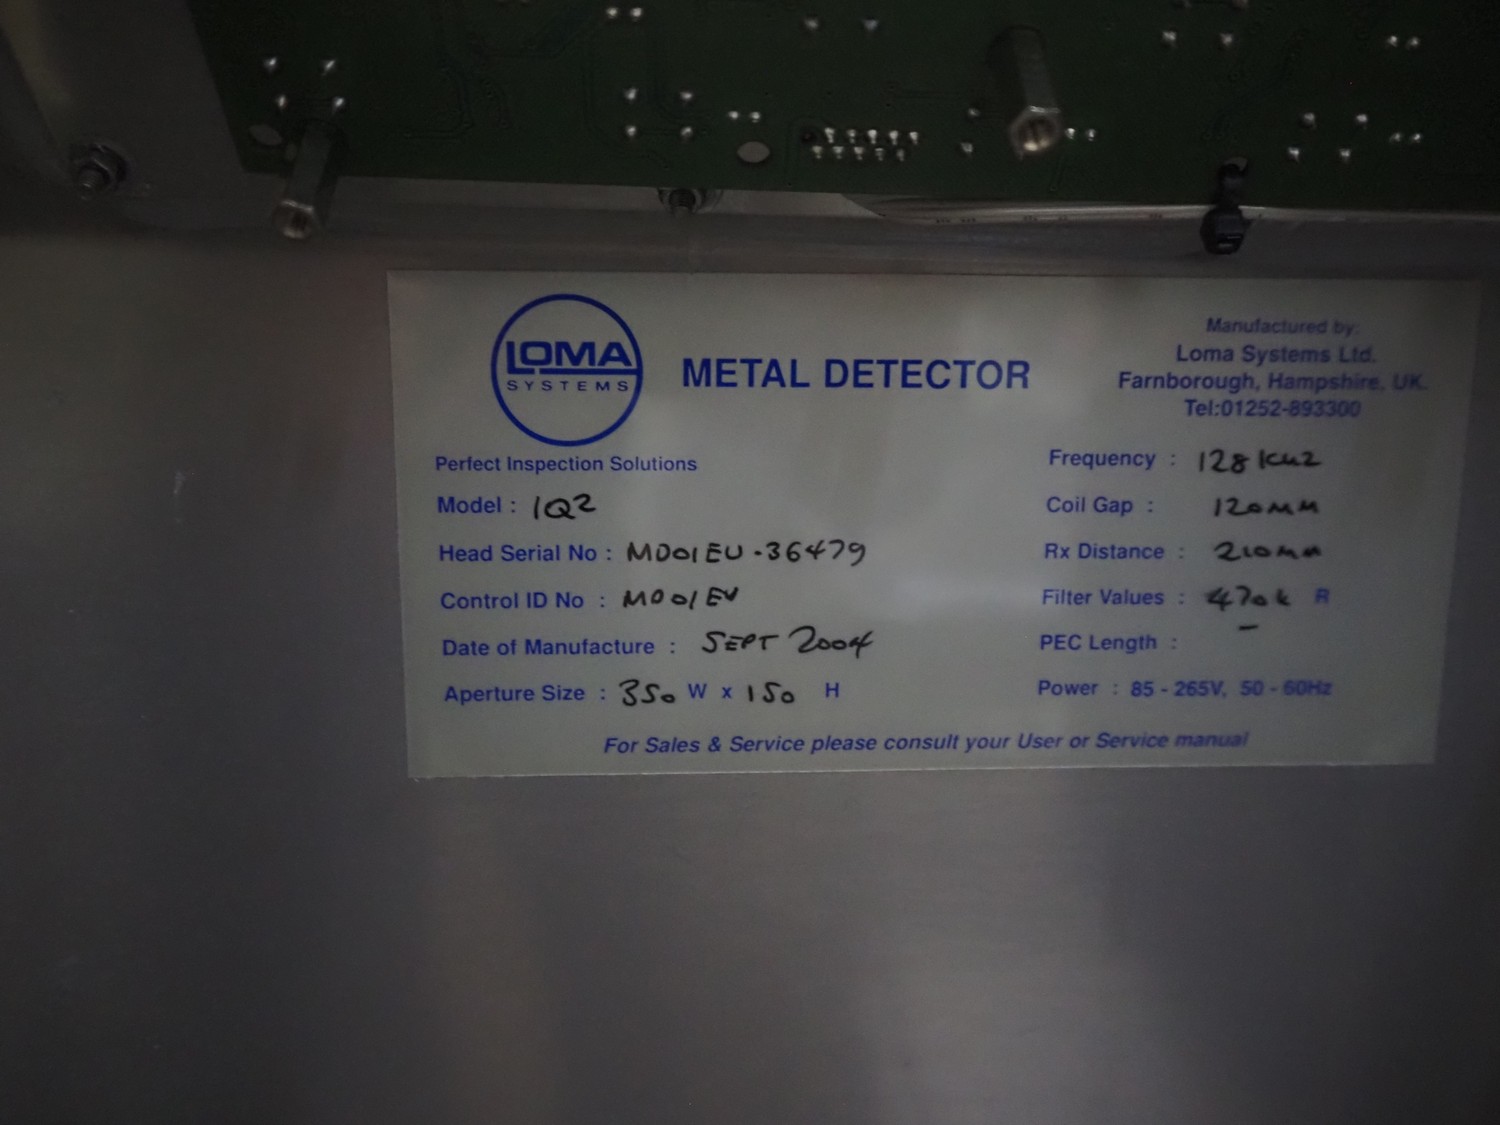 LOMA
SYSTEMS
METAL DETECTOR
Manufactured by:
Loma Systems Ltd.
Farnborough, Hampshire, UK.
Tel:01252-893300
Perfect Inspection Solutions
Model : IQ2
Head Serial No : MD01EU-36479
Control ID No : MD01EU
Date of Manufacture : SEPT 2004
Aperture Size : 350 W x 150 H
Frequency : 128 KHZ
Coil Gap : 120MM
Rx Distance : 210MM
Filter Values : 470k R
PEC Length : -
Power : 85 - 265V, 50 - 60Hz
For Sales & Service please consult your User or Service manual